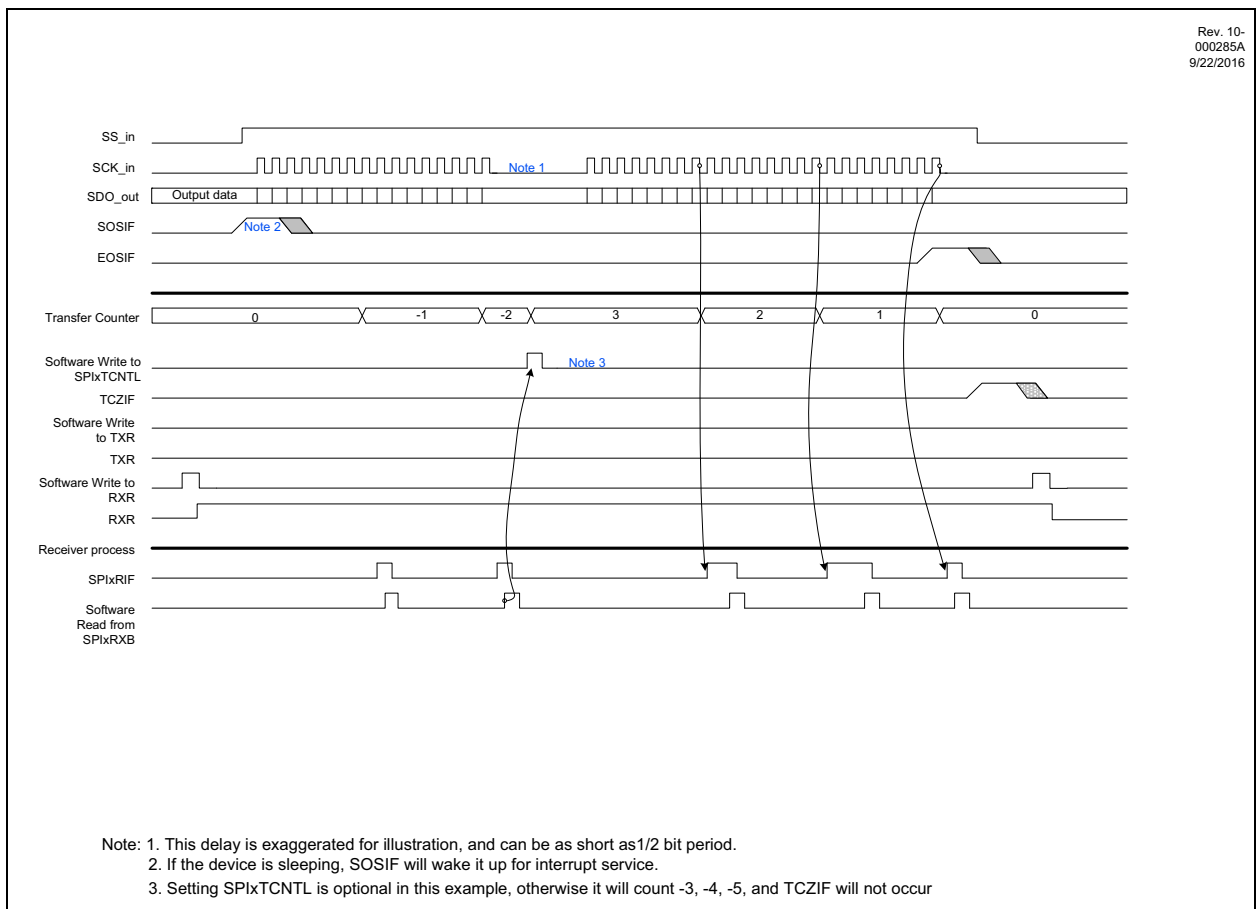 Rev. 10-
000285A
9/22/2016
SS_in
SCK_in
Note 1
SDO_out
Output data
SOSIF
Note 2
EOSIF
Transfer Counter
0
-1
-2
3
2
1
0
Software Write to
SPIxTCNTL
Note 3
TCZIF
Software Write
to TXR
TXR
Software Write to
RXR
RXR
Receiver process
SPIxRIF
Software
Read from
SPIxRXB
Note: 1. This delay is exaggerated for illustration, and can be as short as1/2 bit period.
2. If the device is sleeping, SOSIF will wake it up for interrupt service.
3. Setting SPIxTCNTL is optional in this example, otherwise it will count -3, -4, -5, and TCZIF will not occur